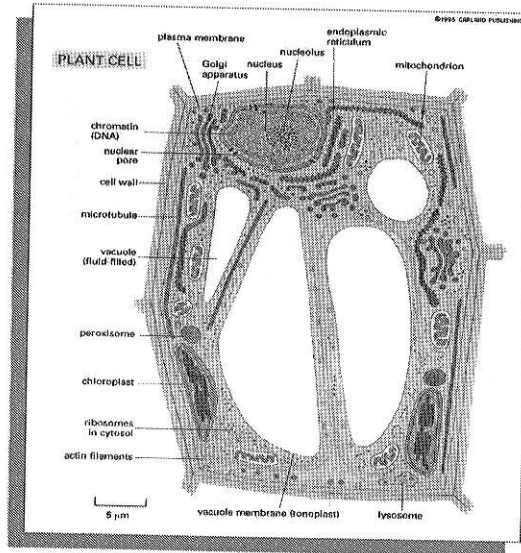 ©1995 GARLAND PUBLISHING
PLANT CELL
plasma membrane
Golgi
apparatus
nucleus
nucleolus
endoplasmic
reticulum
mitochondrion
chromatin
(DNA)
nuclear
pore
cell wall
microtubule
vacuole
(fluid-filled)
peroxisome
chloroplast
ribosomes
in cytosol
actin filaments
5 μm
vacuole membrane (tonoplast)
lysosome